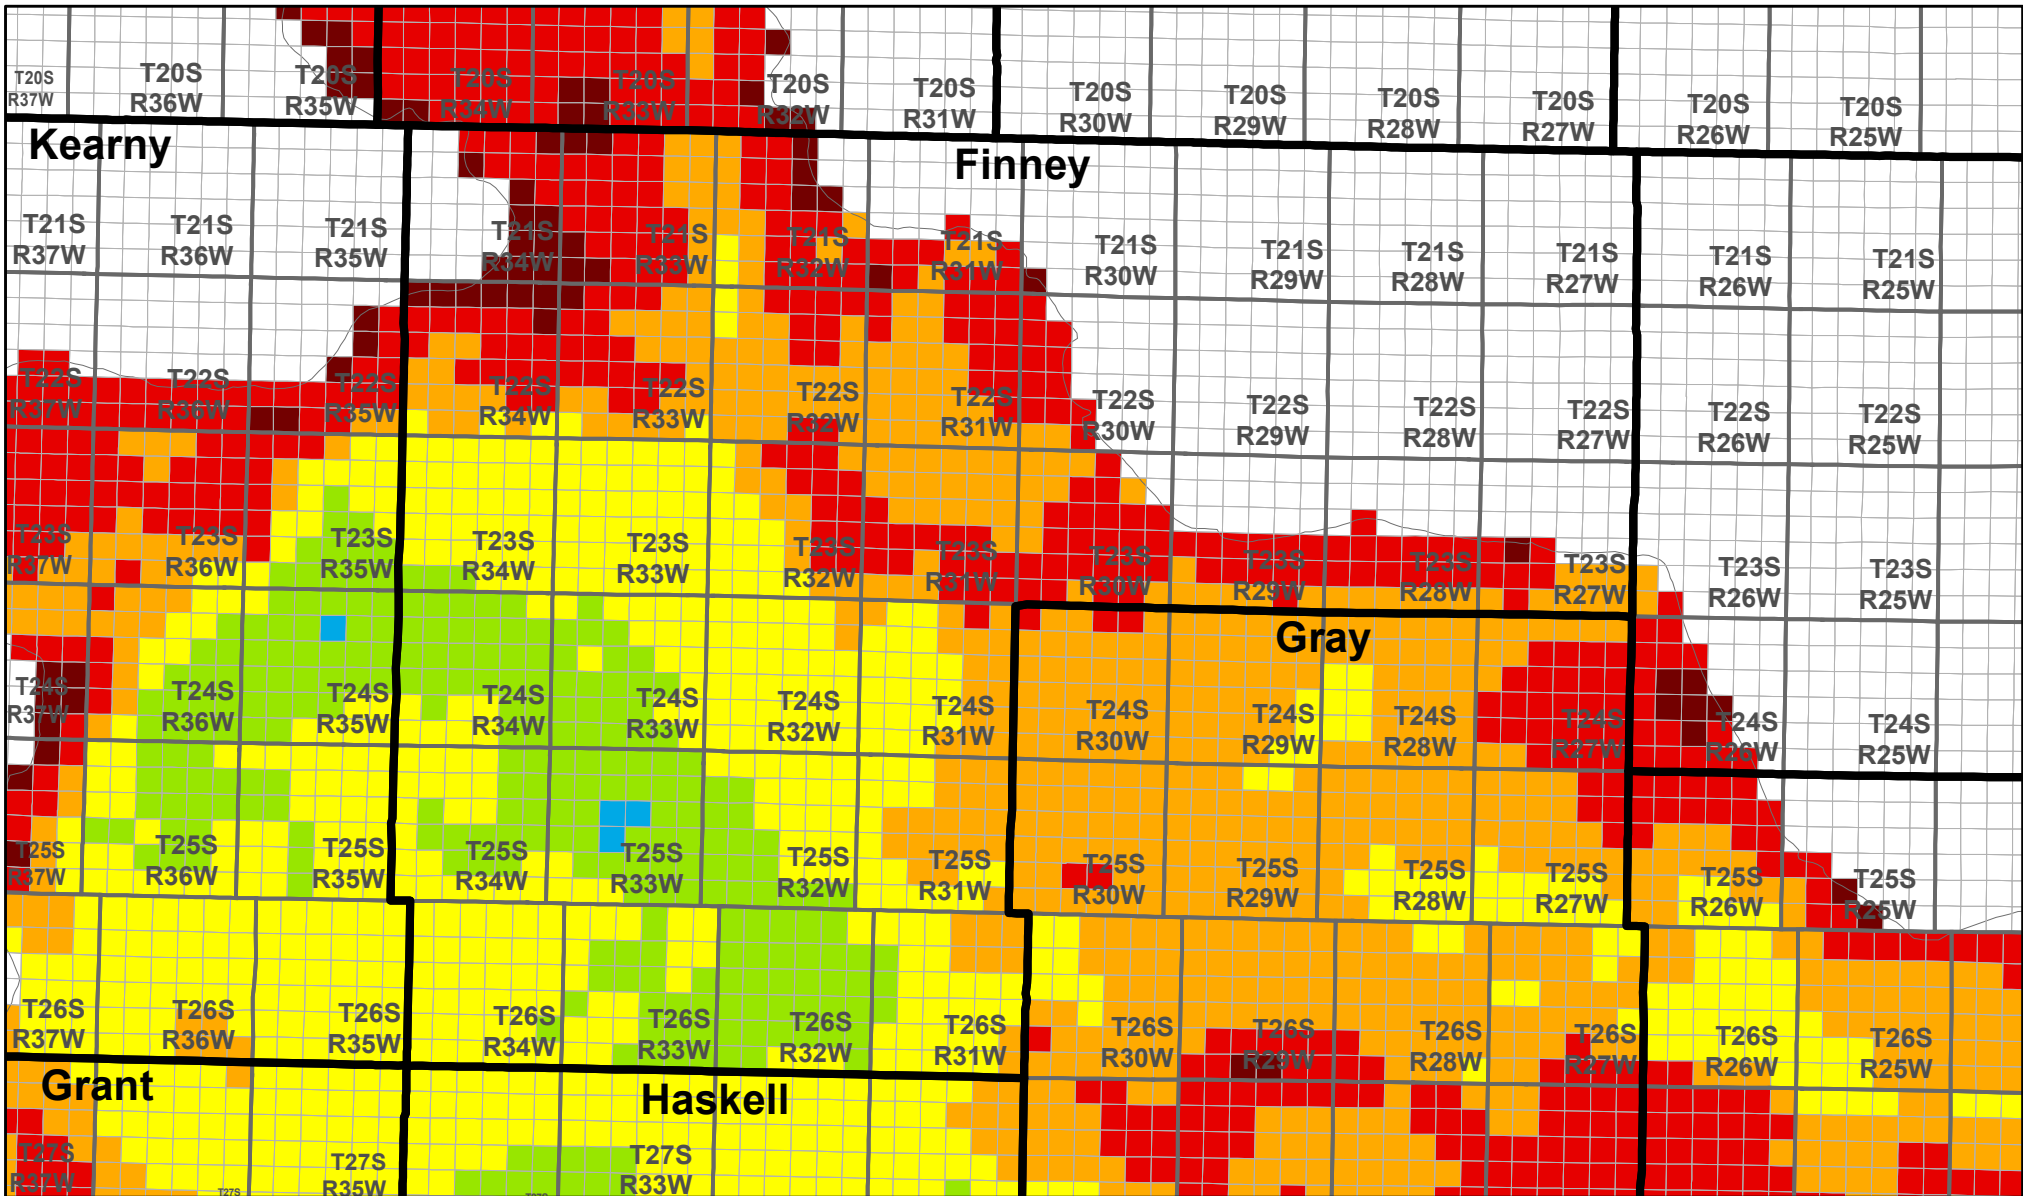 T20S
R37W
T20S
R36W
T20S
R35W
T20S
R34W
T20S
R33W
T20S
R32W
T20S
R31W
T20S
R30W
T20S
R29W
T20S
R28W
T20S
R27W
T20S
R26W
T20S
R25W
Kearny
Finney
T21S
R37W
T21S
R36W
T21S
R35W
T21S
R34W
T21S
R33W
T21S
R32W
T21S
R31W
T21S
R30W
T21S
R29W
T21S
R28W
T21S
R27W
T21S
R26W
T21S
R25W
T22S
R37W
T22S
R36W
T22S
R35W
T22S
R34W
T22S
R33W
T22S
R32W
T22S
R31W
T22S
R30W
T22S
R29W
T22S
R28W
T22S
R27W
T22S
R26W
T22S
R25W
T23S
R37W
T23S
R36W
T23S
R35W
T23S
R34W
T23S
R33W
T23S
R32W
T23S
R31W
T23S
R30W
T23S
R29W
T23S
R28W
T23S
R27W
T23S
R26W
T23S
R25W
Gray
T24S
R37W
T24S
R36W
T24S
R35W
T24S
R34W
T24S
R33W
T24S
R32W
T24S
R31W
T24S
R30W
T24S
R29W
T24S
R28W
T24S
R27W
T24S
R26W
T24S
R25W
T25S
R37W
T25S
R36W
T25S
R35W
T25S
R34W
T25S
R33W
T25S
R32W
T25S
R31W
T25S
R30W
T25S
R29W
T25S
R28W
T25S
R27W
T25S
R26W
T25S
R25W
T26S
R37W
T26S
R36W
T26S
R35W
T26S
R34W
T26S
R33W
T26S
R32W
T26S
R31W
T26S
R30W
T26S
R29W
T26S
R28W
T26S
R27W
T26S
R26W
T26S
R25W
Grant
Haskell
T27S
R37W
T27S
T27S
R35W
T27S
R33W